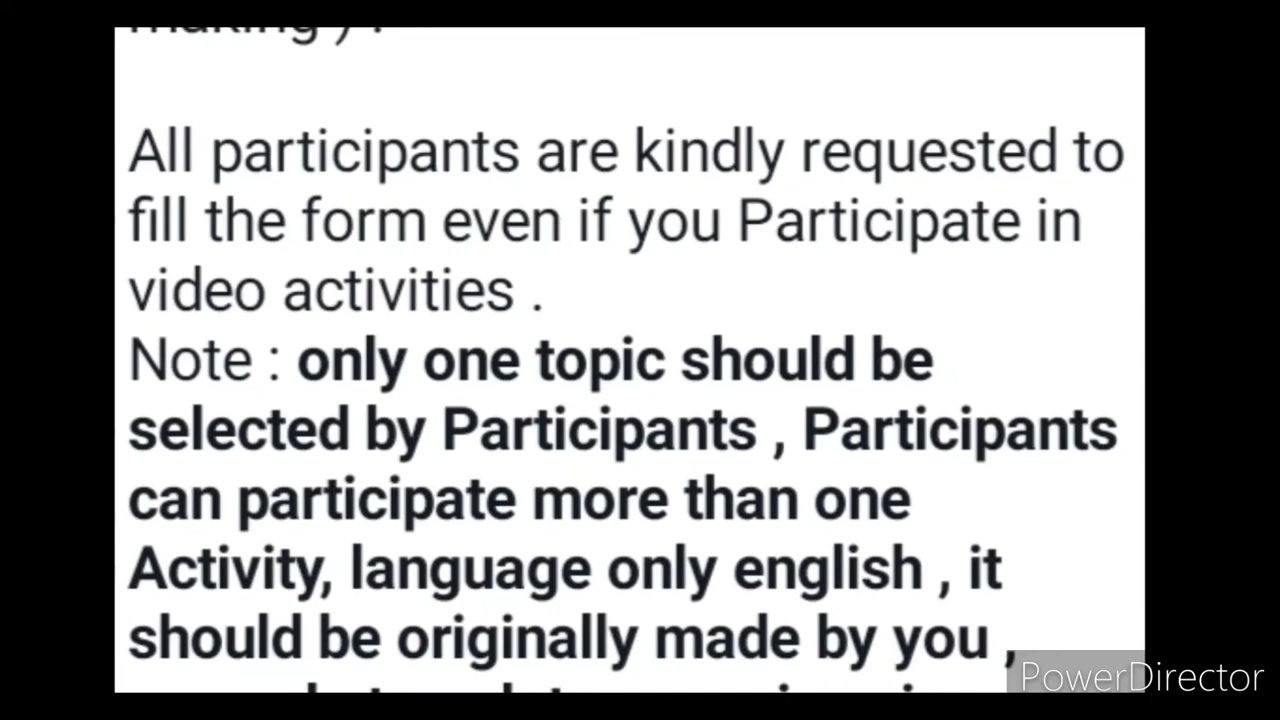 making ) .
All participants are kindly requested to
fill the form even if you Participate in
video activities .
Note : only one topic should be
selected by Participants , Participants
can participate more than one
Activity, language only english , it
should be originally made by you ,
PowerDirector